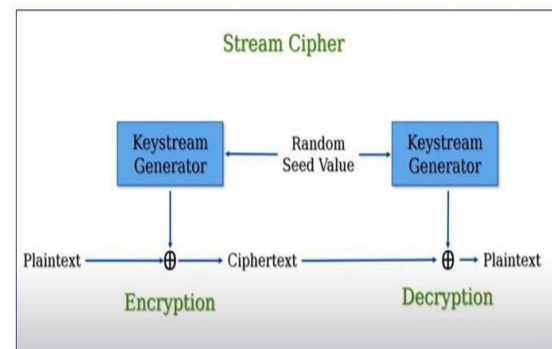 Stream Cipher
Keystream
Generator
Random
Seed Value
Keystream
Generator
Plaintext
Ciphertext
Plaintext
Encryption
Decryption